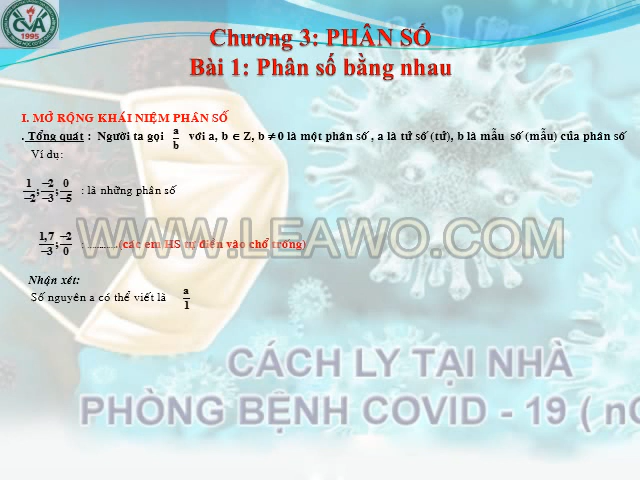 CVA
1995
Chương 3: PHÂN SỐ
Bài 1: Phân số bằng nhau
I. MỞ RỘNG KHÁI NIỆM PHÂN SỐ
. Tổng quát : Người ta gọi a/b với a, b ∈ Z, b ≠ 0 là một phân số , a là tử số (tử), b là mẫu số (mẫu) của phân số
Ví dụ:
1/-2; -2/-3; 0/-5 : là những phân số
1,7/-3; -2/0 : ............(các em HS tự điền vào chổ trống)
WWW.LEAWO.COM
Nhận xét:
Số nguyên a có thể viết là a/1
CÁCH LY TẠI NHÀ
PHÒNG BỆNH COVID - 19 ( nC